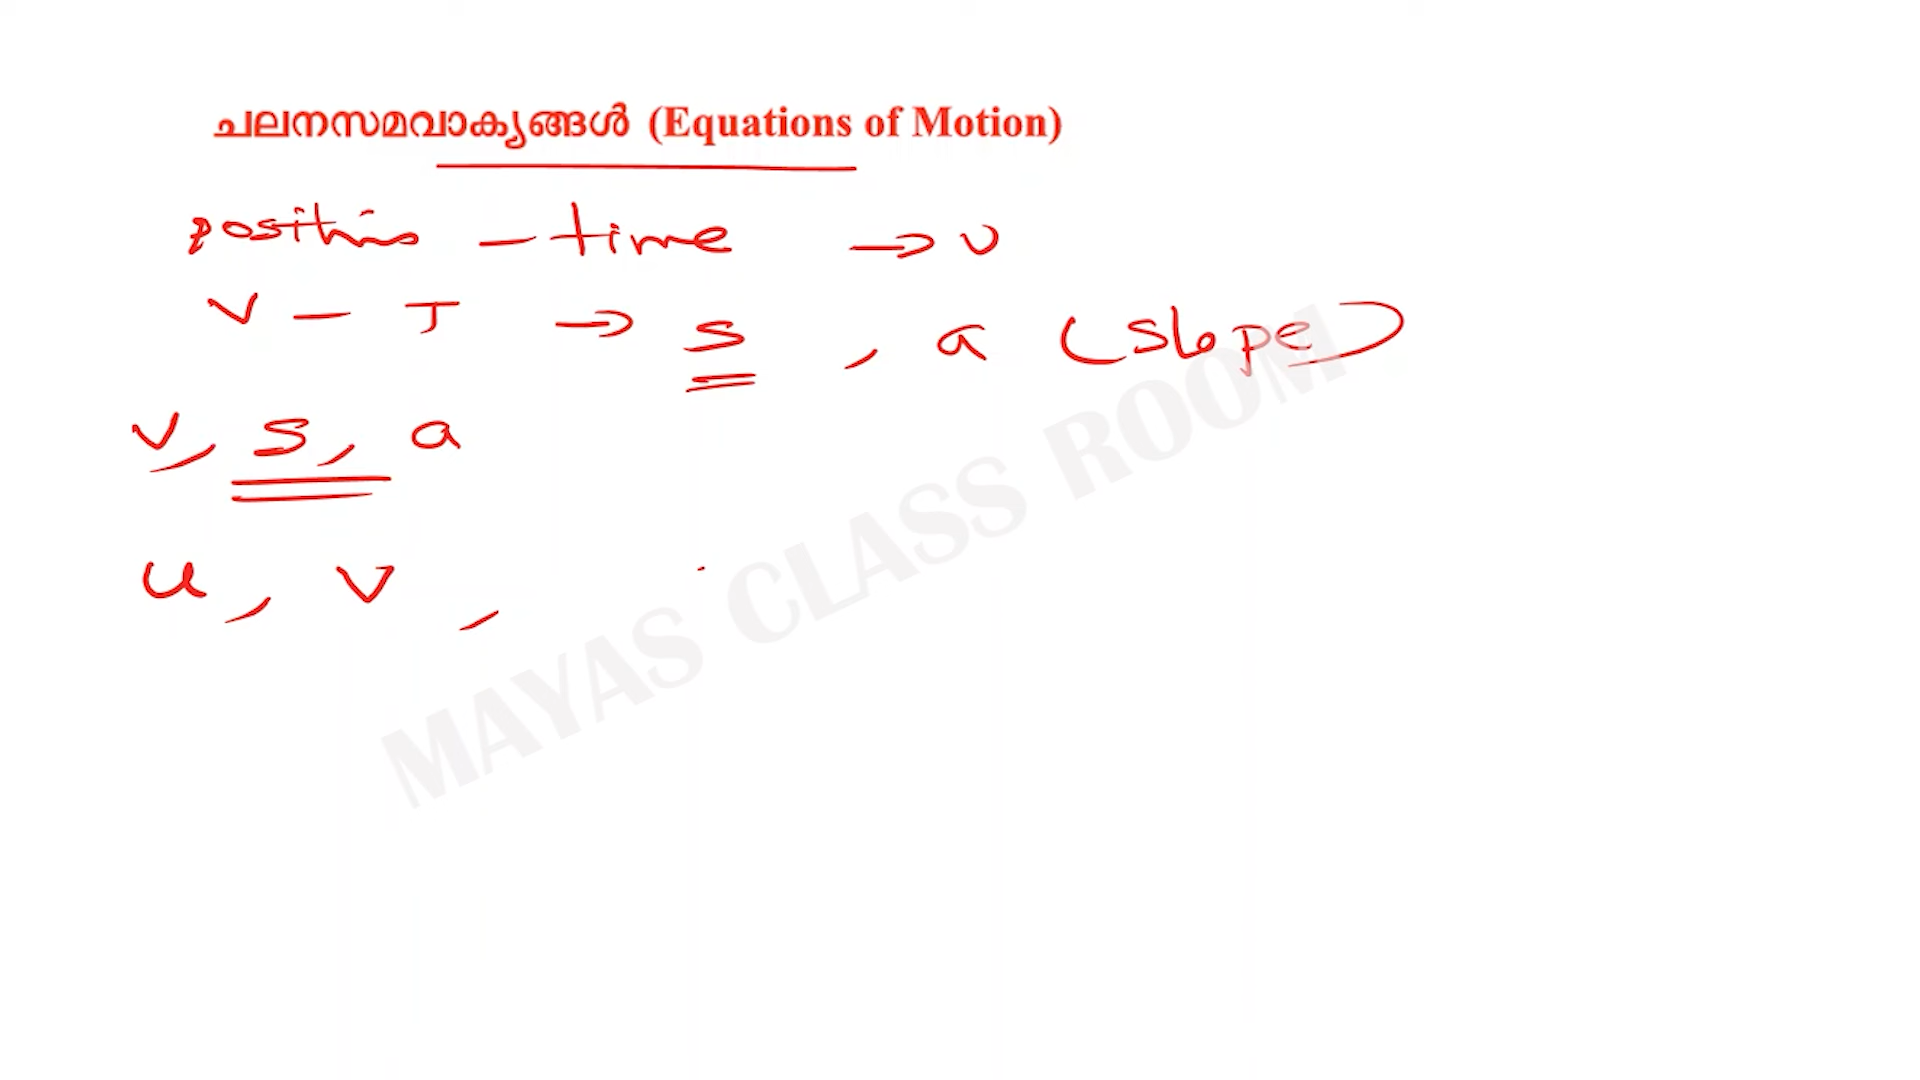 ചലനസമവാക്യങ്ങൾ (Equations of Motion)
position - time → v
V - T → s , a (slope)
v, s, a
u, v,
MAYAS CLASS ROOM